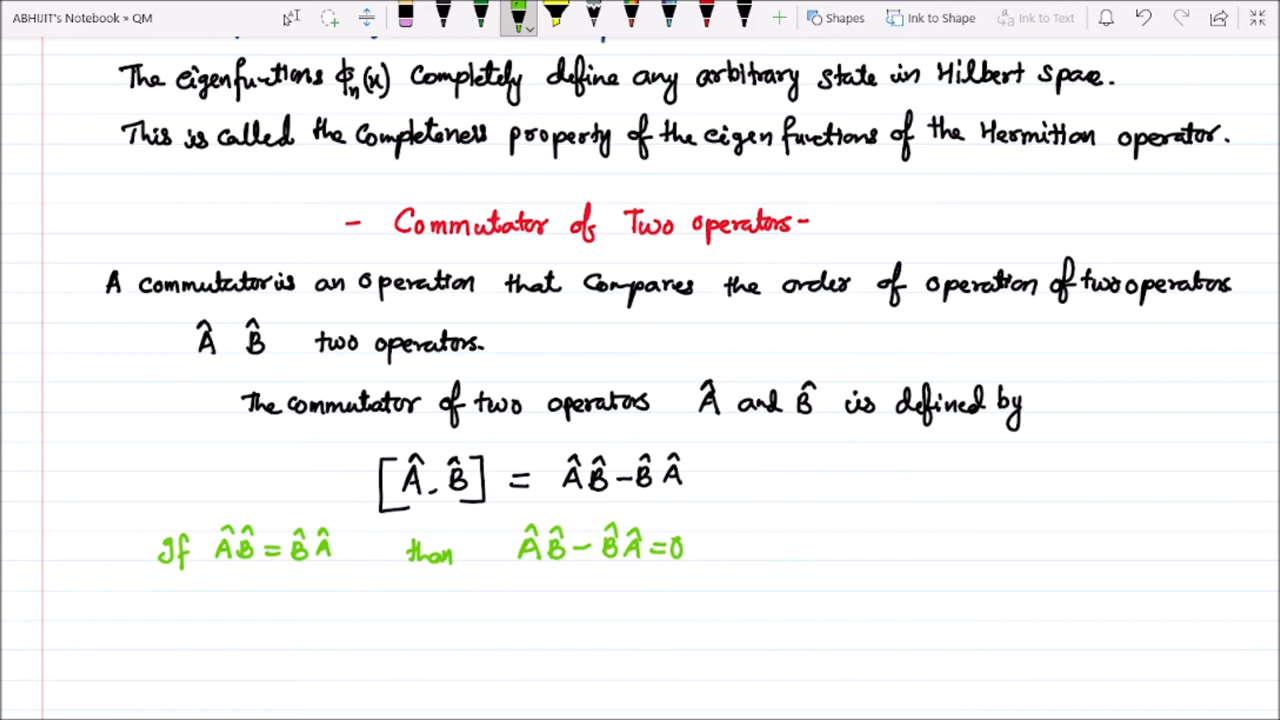 ABHIJIT's Notebook » QM
Shapes Ink to Shape Ink to Text
The eigenfunctions ϕn(x) completely define any arbitrary state in Hilbert space.
This is called the completeness property of the eigen functions of the Hermitian operator.
- Commutator of Two operators -
A commutator is an operation that compares the order of operation of two operators
Â B̂ two operators.
The commutator of two operators Â and B̂ is defined by
[Â, B̂] = ÂB̂ - B̂Â
If ÂB̂ = B̂Â then ÂB̂ - B̂Â = 0